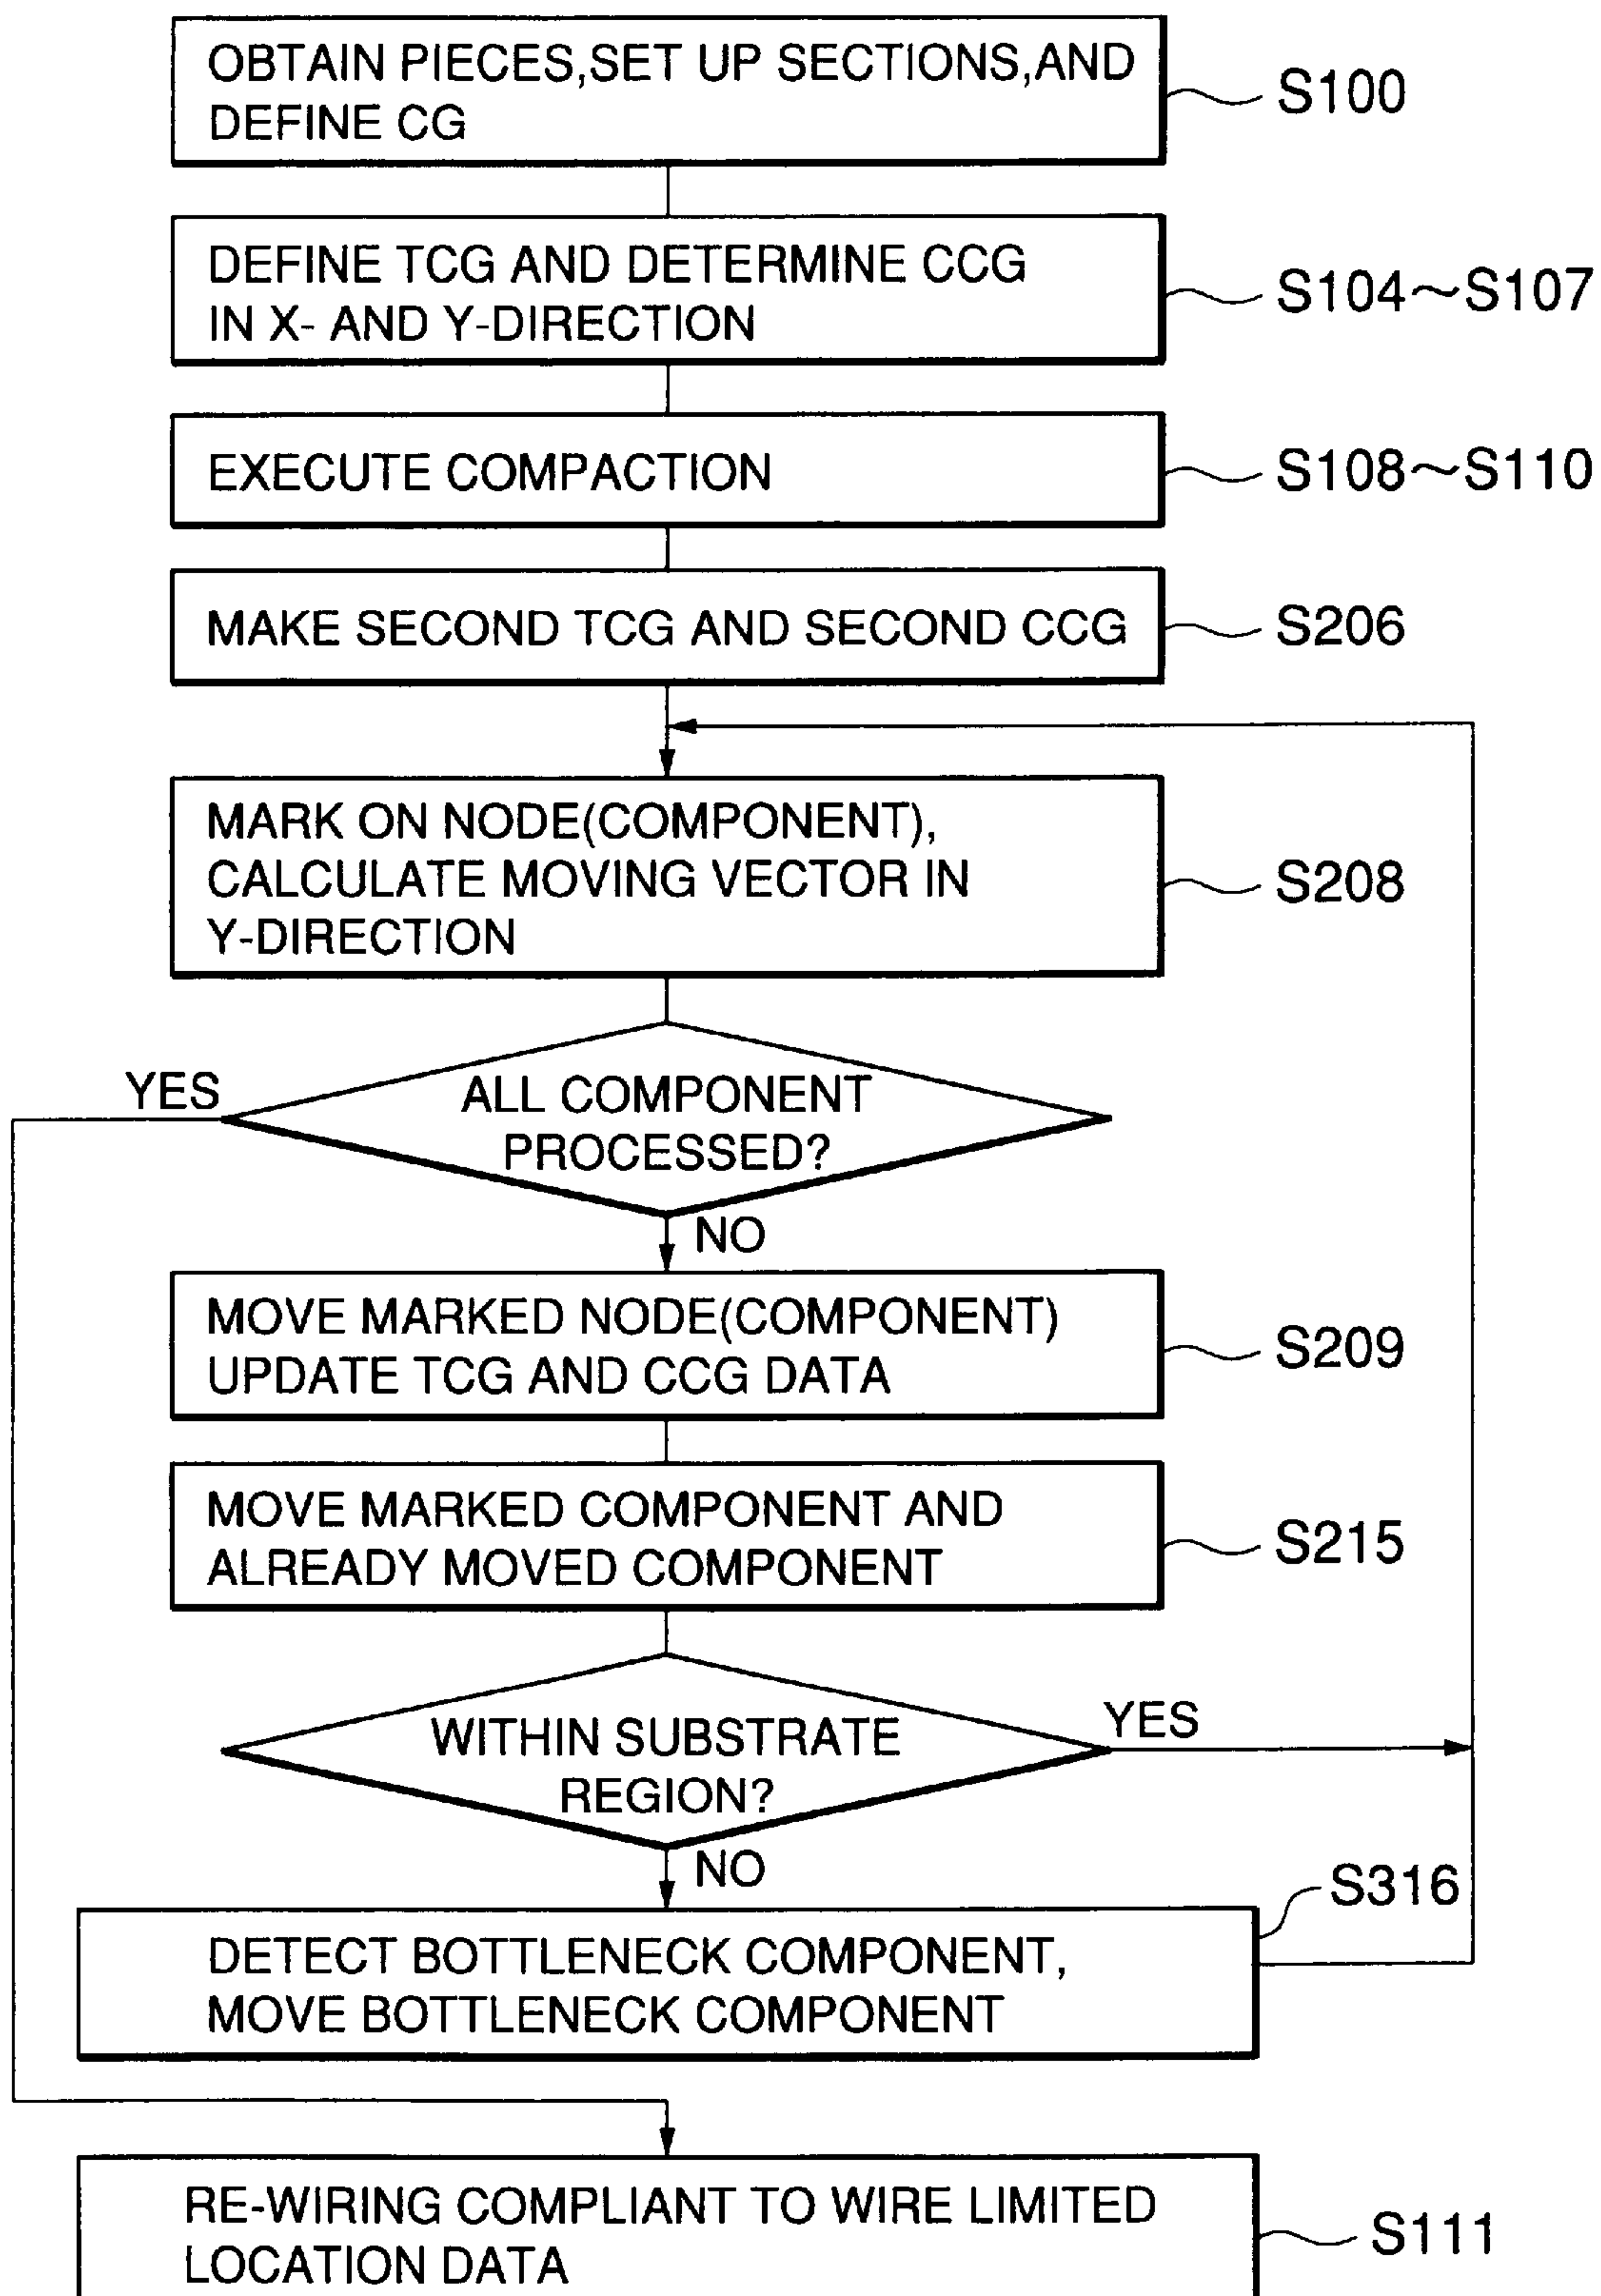 OBTAIN PIECES,SET UP SECTIONS,AND
DEFINE CG
S100
DEFINE TCG AND DETERMINE CCG
IN X- AND Y-DIRECTION
S104~S107
EXECUTE COMPACTION
S108~S110
MAKE SECOND TCG AND SECOND CCG
S206
MARK ON NODE(COMPONENT),
CALCULATE MOVING VECTOR IN
Y-DIRECTION
S208
YES
ALL COMPONENT
PROCESSED?
NO
MOVE MARKED NODE(COMPONENT)
UPDATE TCG AND CCG DATA
S209
MOVE MARKED COMPONENT AND
ALREADY MOVED COMPONENT
S215
WITHIN SUBSTRATE
REGION?
YES
NO
S316
DETECT BOTTLENECK COMPONENT,
MOVE BOTTLENECK COMPONENT
RE-WIRING COMPLIANT TO WIRE LIMITED
LOCATION DATA
S111